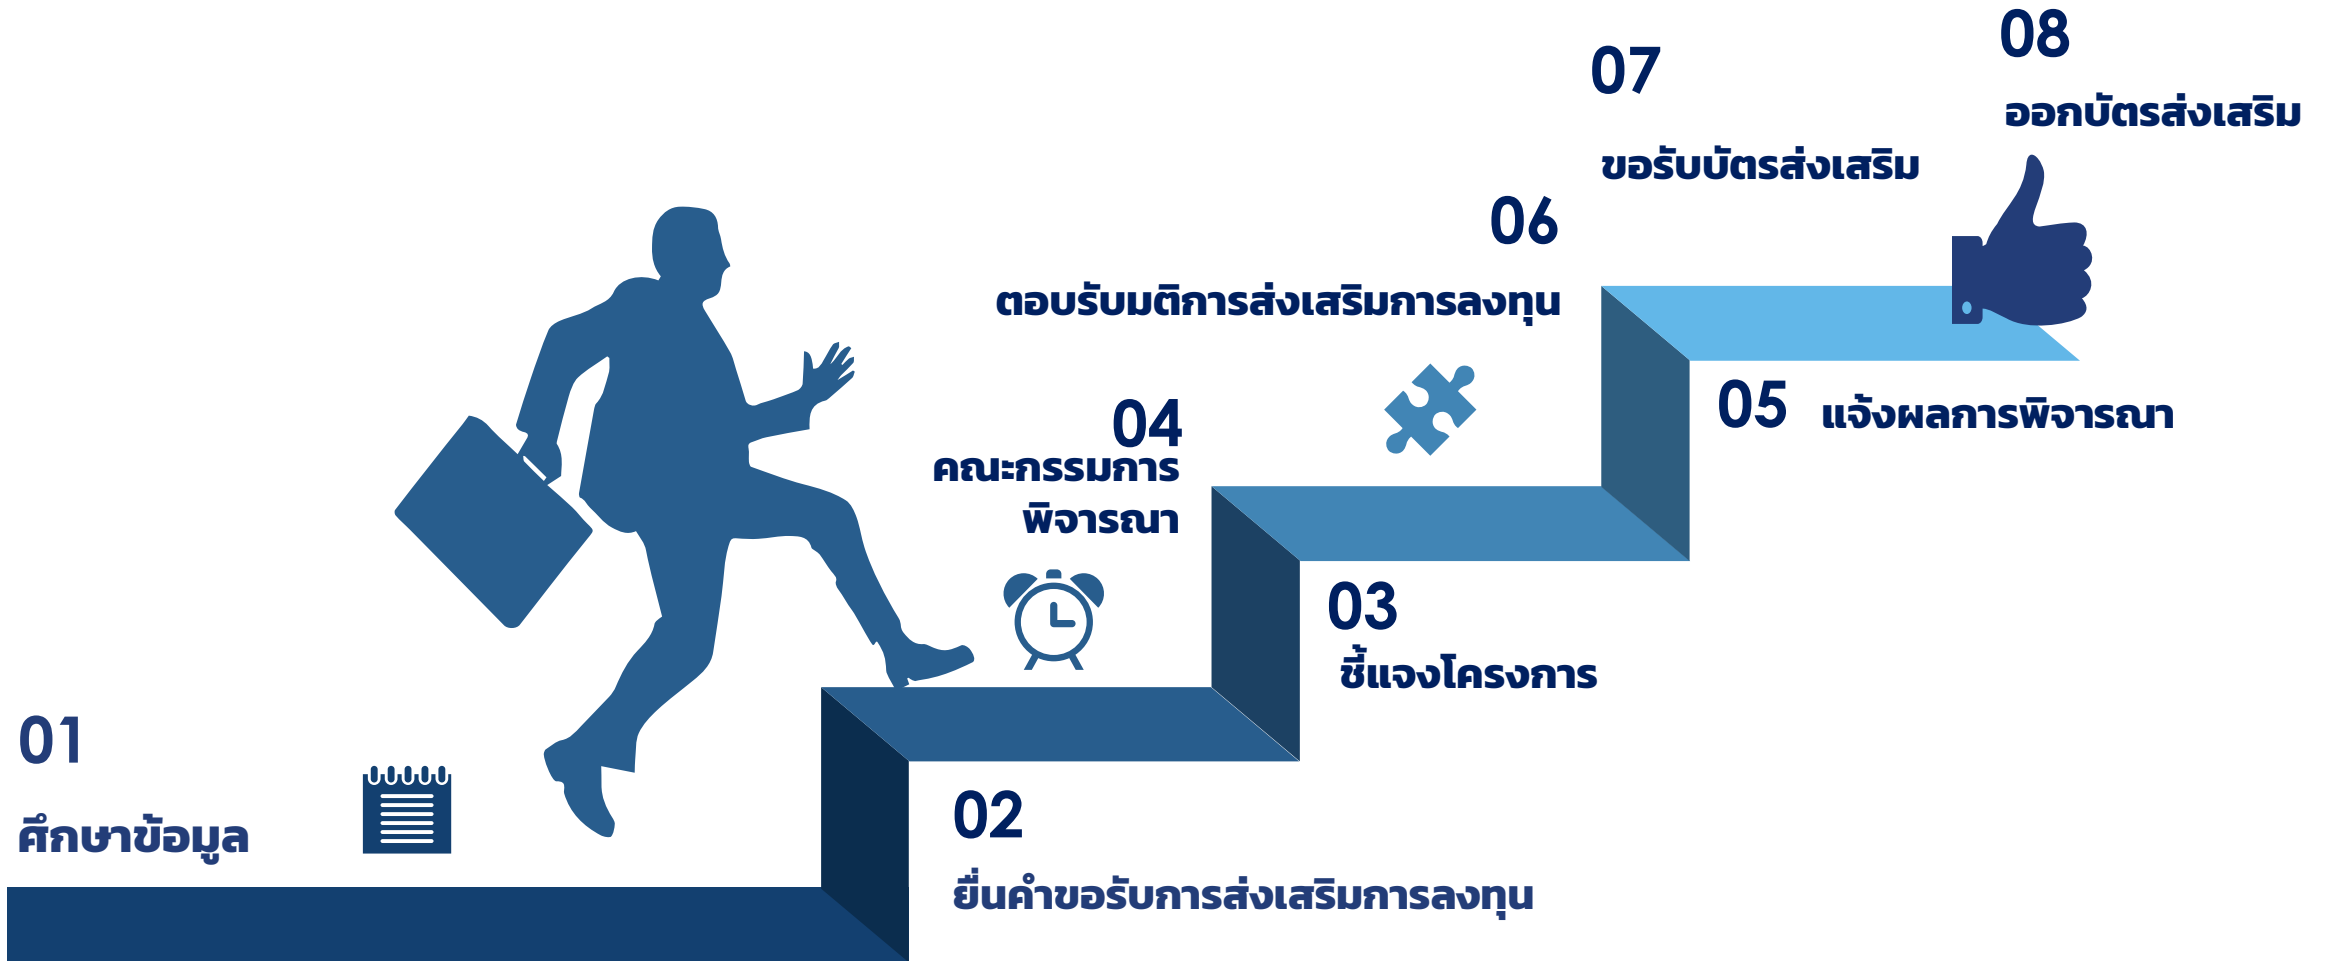 01
ศึกษาข้อมูล
02
ยื่นคำขอรับการส่งเสริมการลงทุน
03
ชี้แจงโครงการ
04
คณะกรรมการ
พิจารณา
05 แจ้งผลการพิจารณา
06
ตอบรับมติการส่งเสริมการลงทุน
07
ขอรับบัตรส่งเสริม
08
ออกบัตรส่งเสริม